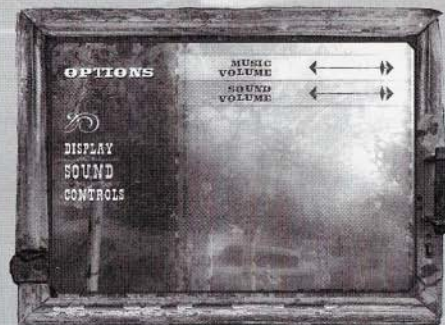 OPTIONS
MUSIC
VOLUME
SOUND
VOLUME
DISPLAY
SOUND
CONTROLS